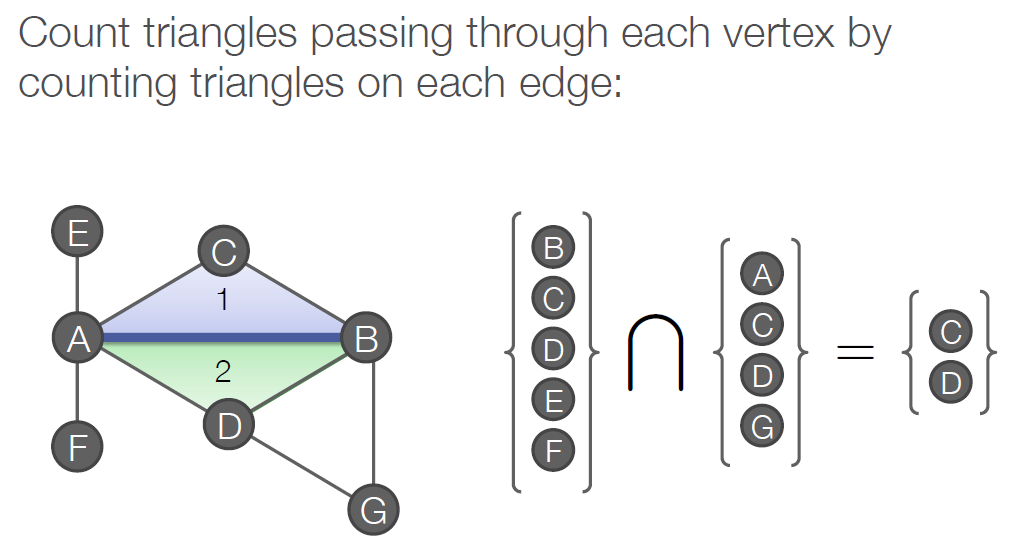 Count triangles passing through each vertex by
counting triangles on each edge:
E
C
1
A
B
2
D
F
G
B
C
D
E
F
∩
A
C
D
G
=
C
D